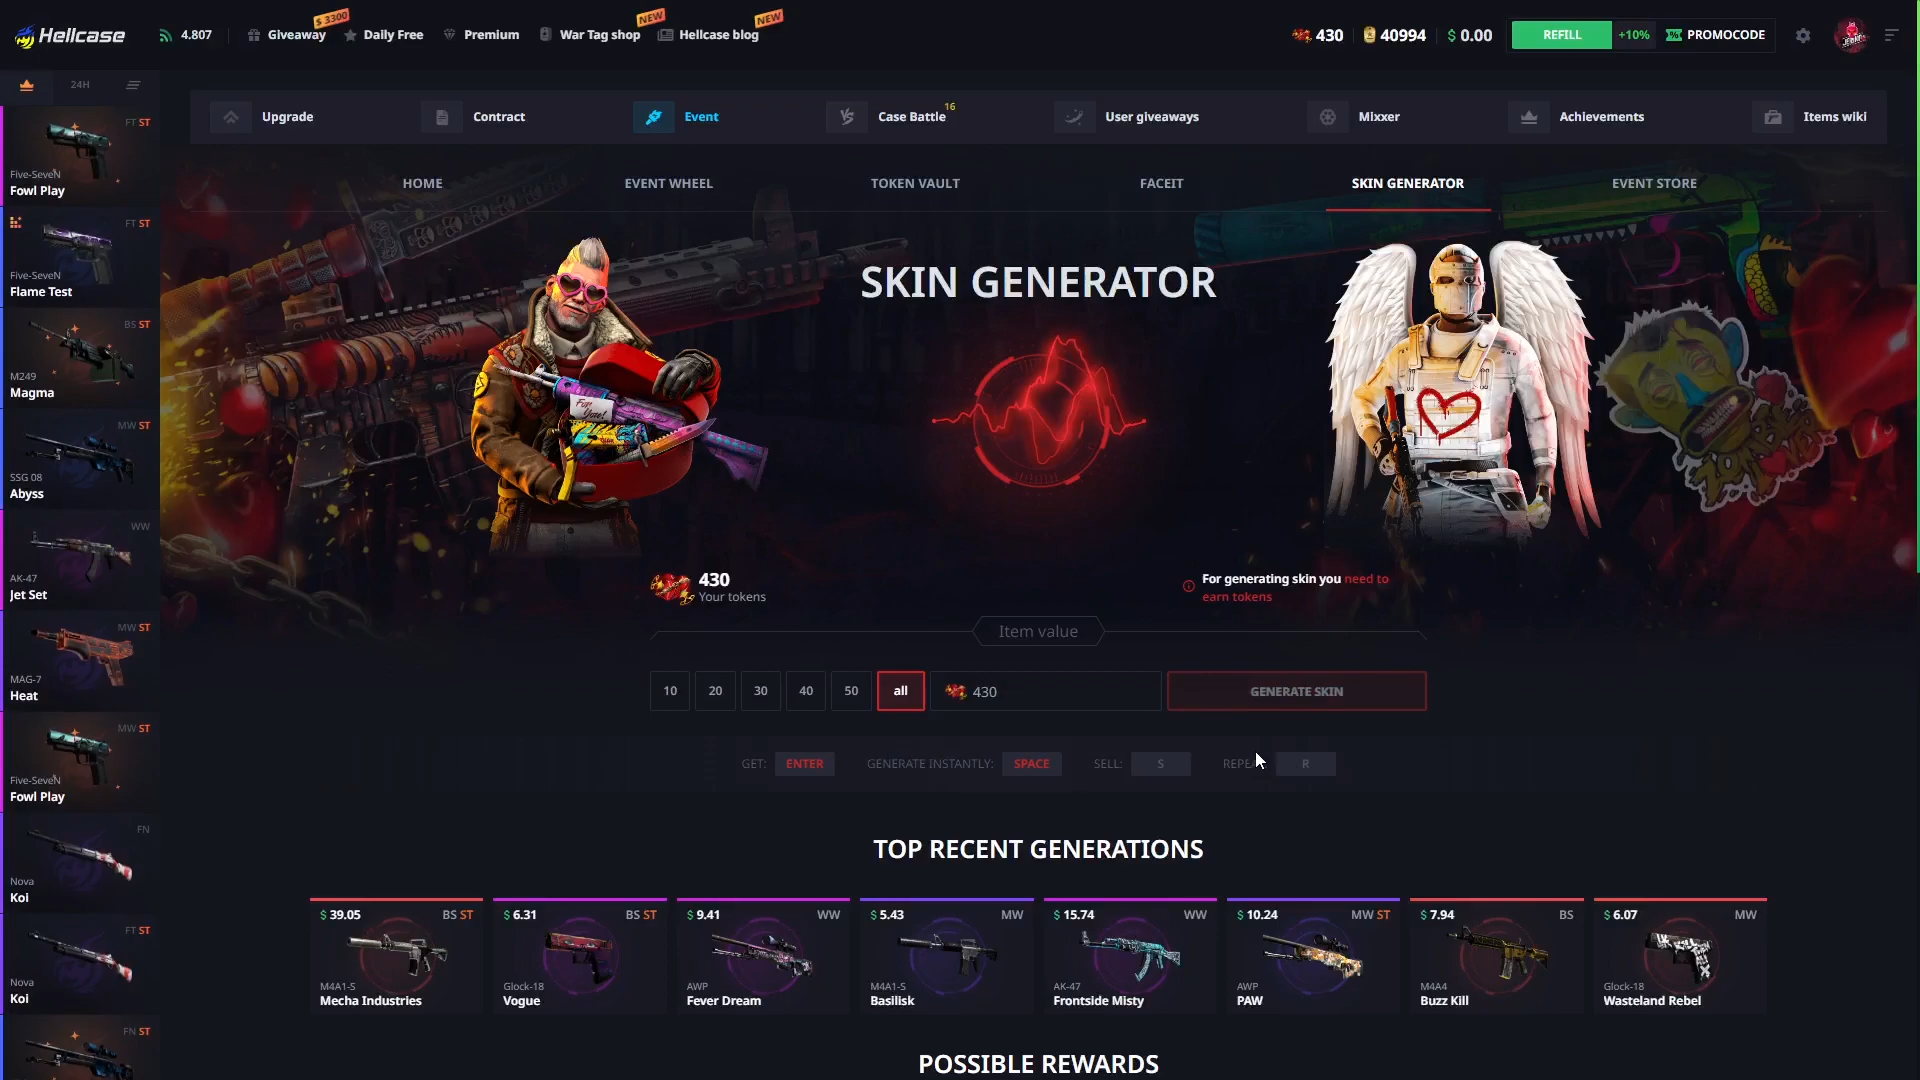 Hellcase
4.807
Giveaway
$ 3300
Daily Free
Premium
War Tag shop
NEW
Hellcase blog
NEW
430
40994
$ 0.00
REFILL
+10%
PROMOCODE
24H
Upgrade
Contract
Event
Case Battle
16
User giveaways
Mixxer
Achievements
Items wiki
HOME
EVENT WHEEL
TOKEN VAULT
FACEIT
SKIN GENERATOR
EVENT STORE
FT ST
Five-SeveN
Fowl Play
FT ST
Five-SeveN
Flame Test
BS ST
M249
Magma
MW ST
SSG 08
Abyss
WW
AK-47
Jet Set
MW ST
MAG-7
Heat
MW ST
Five-SeveN
Fowl Play
FN
Nova
Koi
FT ST
Nova
Koi
FN ST
SKIN GENERATOR
For
You!
430
Your tokens
For generating skin you need to
earn tokens
Item value
10
20
30
40
50
all
430
GENERATE SKIN
GET: ENTER
GENERATE INSTANTLY: SPACE
SELL: S
R
TOP RECENT GENERATIONS
$ 39.05
BS ST
M4A1-S
Mecha Industries
$ 6.31
BS ST
Glock-18
Vogue
$ 9.41
WW
AWP
Fever Dream
$ 5.43
MW
M4A1-S
Basilisk
$ 15.74
WW
AK-47
Frontside Misty
$ 10.24
MW ST
AWP
PAW
$ 7.94
BS
M4A4
Buzz Kill
$ 6.07
MW
Glock-18
Wasteland Rebel
POSSIBLE REWARDS